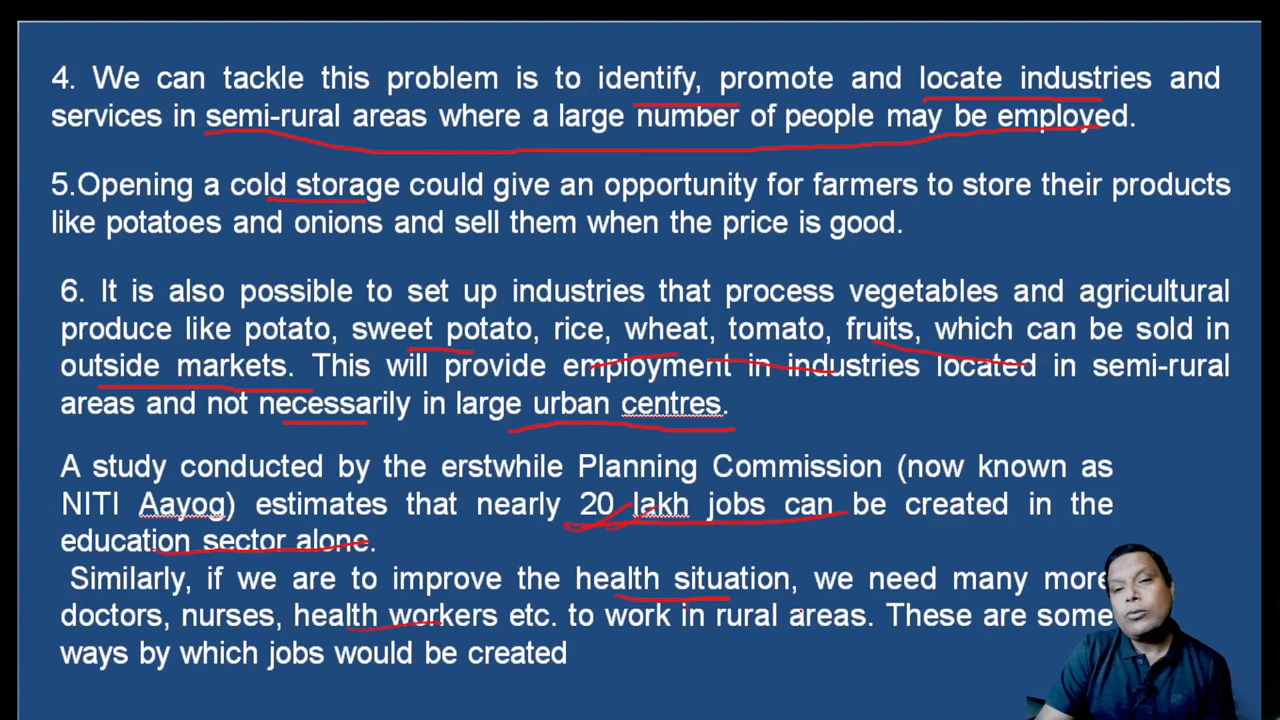 4. We can tackle this problem is to identify, promote and locate industries and
services in semi-rural areas where a large number of people may be employed.
5.Opening a cold storage could give an opportunity for farmers to store their products
like potatoes and onions and sell them when the price is good.
6. It is also possible to set up industries that process vegetables and agricultural
produce like potato, sweet potato, rice, wheat, tomato, fruits, which can be sold in
outside markets. This will provide employment in industries located in semi-rural
areas and not necessarily in large urban centres.
A study conducted by the erstwhile Planning Commission (now known as
NITI Aayog) estimates that nearly 20 lakh jobs can be created in the
education sector alone.
Similarly, if we are to improve the health situation, we need many more
doctors, nurses, health workers etc. to work in rural areas. These are some
ways by which jobs would be created